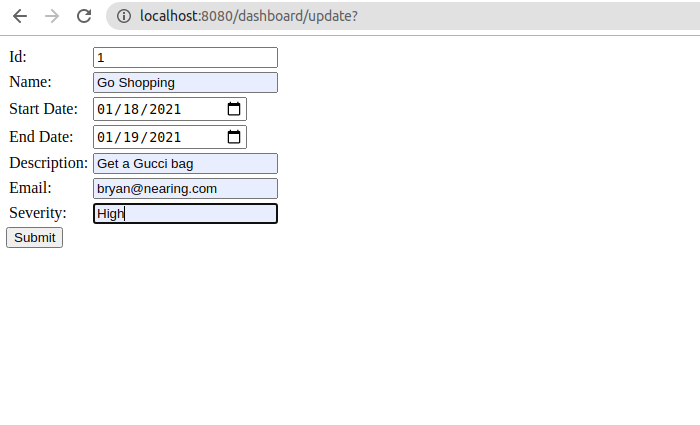 localhost:8080/dashboard/update?
Id: 1
Name: Go Shopping
Start Date: 01/18/2021
End Date: 01/19/2021
Description: Get a Gucci bag
Email: bryan@nearing.com
Severity: High
Submit